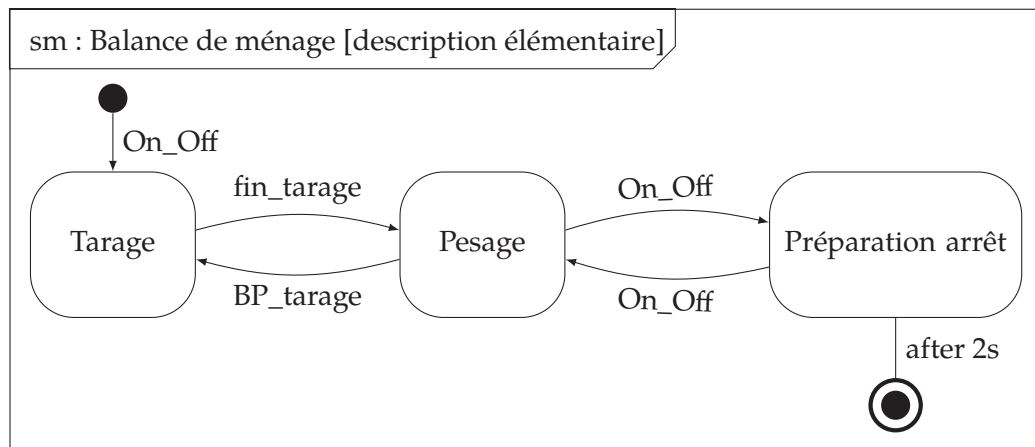 sm : Balance de ménage [description élémentaire]
On_Off
fin_tarage
On_Off
Tarage
Pesage
Préparation arrêt
BP_tarage
On_Off
after 2s